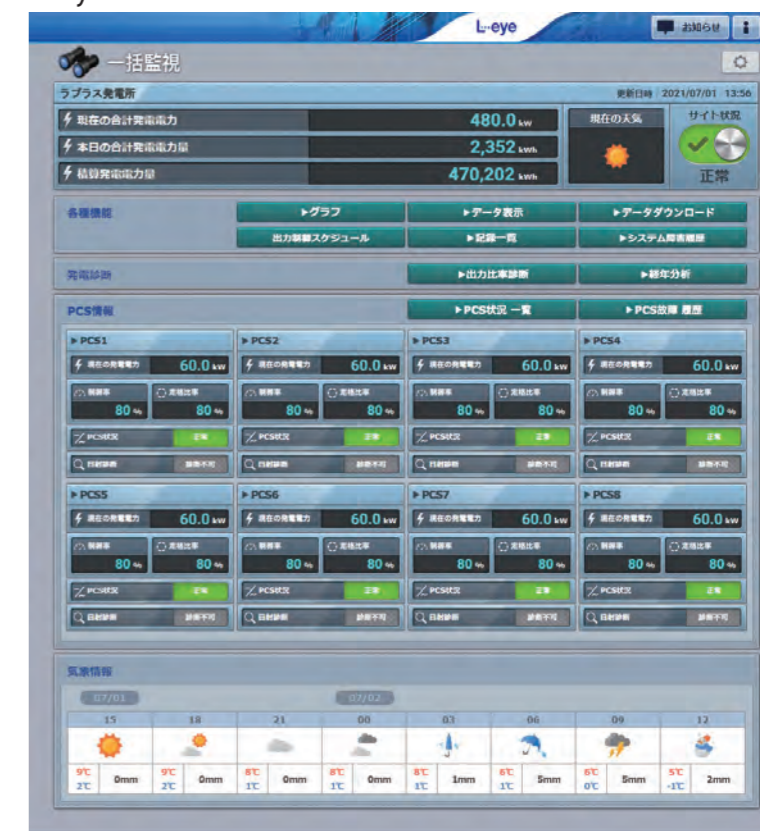 L·eye
お知らせ
i
一括監視
ラプラス発電所
更新日時 2021/07/01 13:56
現在の合計発電電力 480.0 kW
現在の天気
サイト状況
本日の合計発電電力量 2,352 kWh
積算発電電力量 470,202 kWh
正常
各種機能
▶グラフ ▶データ表示 ▶データダウンロード
出力制御スケジュール ▶記録一覧 ▶システム障害履歴
発電診断 ▶出力比率診断 ▶経年分析
PCS情報 ▶PCS状況 一覧 ▶PCS故障 履歴
▶PCS1 ▶PCS2 ▶PCS3 ▶PCS4
現在の発電電力 60.0 kW 現在の発電電力 60.0 kW 現在の発電電力 60.0 kW 現在の発電電力 60.0 kW
制御率 定格比率 制御率 定格比率 制御率 定格比率 制御率 定格比率
80 % 80 % 80 % 80 % 80 % 80 % 80 % 80 %
PCS状況 正常 PCS状況 正常 PCS状況 正常 PCS状況 正常
日射診断 診断不可 日射診断 診断不可 日射診断 診断不可 日射診断 診断不可
▶PCS5 ▶PCS6 ▶PCS7 ▶PCS8
現在の発電電力 60.0 kW 現在の発電電力 60.0 kW 現在の発電電力 60.0 kW 現在の発電電力 60.0 kW
制御率 定格比率 制御率 定格比率 制御率 定格比率 制御率 定格比率
80 % 80 % 80 % 80 % 80 % 80 % 80 % 80 %
PCS状況 正常 PCS状況 正常 PCS状況 正常 PCS状況 正常
日射診断 診断不可 日射診断 診断不可 日射診断 診断不可 日射診断 診断不可
気象情報
07/01 07/02
15 18 21 00 03 06 09 12
9℃ 9℃ 8℃ 8℃ 8℃ 6℃ 6℃ 5℃
0mm 0mm 0mm 0mm 1mm 5mm 5mm 2mm
2℃ 2℃ 1℃ 1℃ 1℃ 1℃ 0℃ -1℃